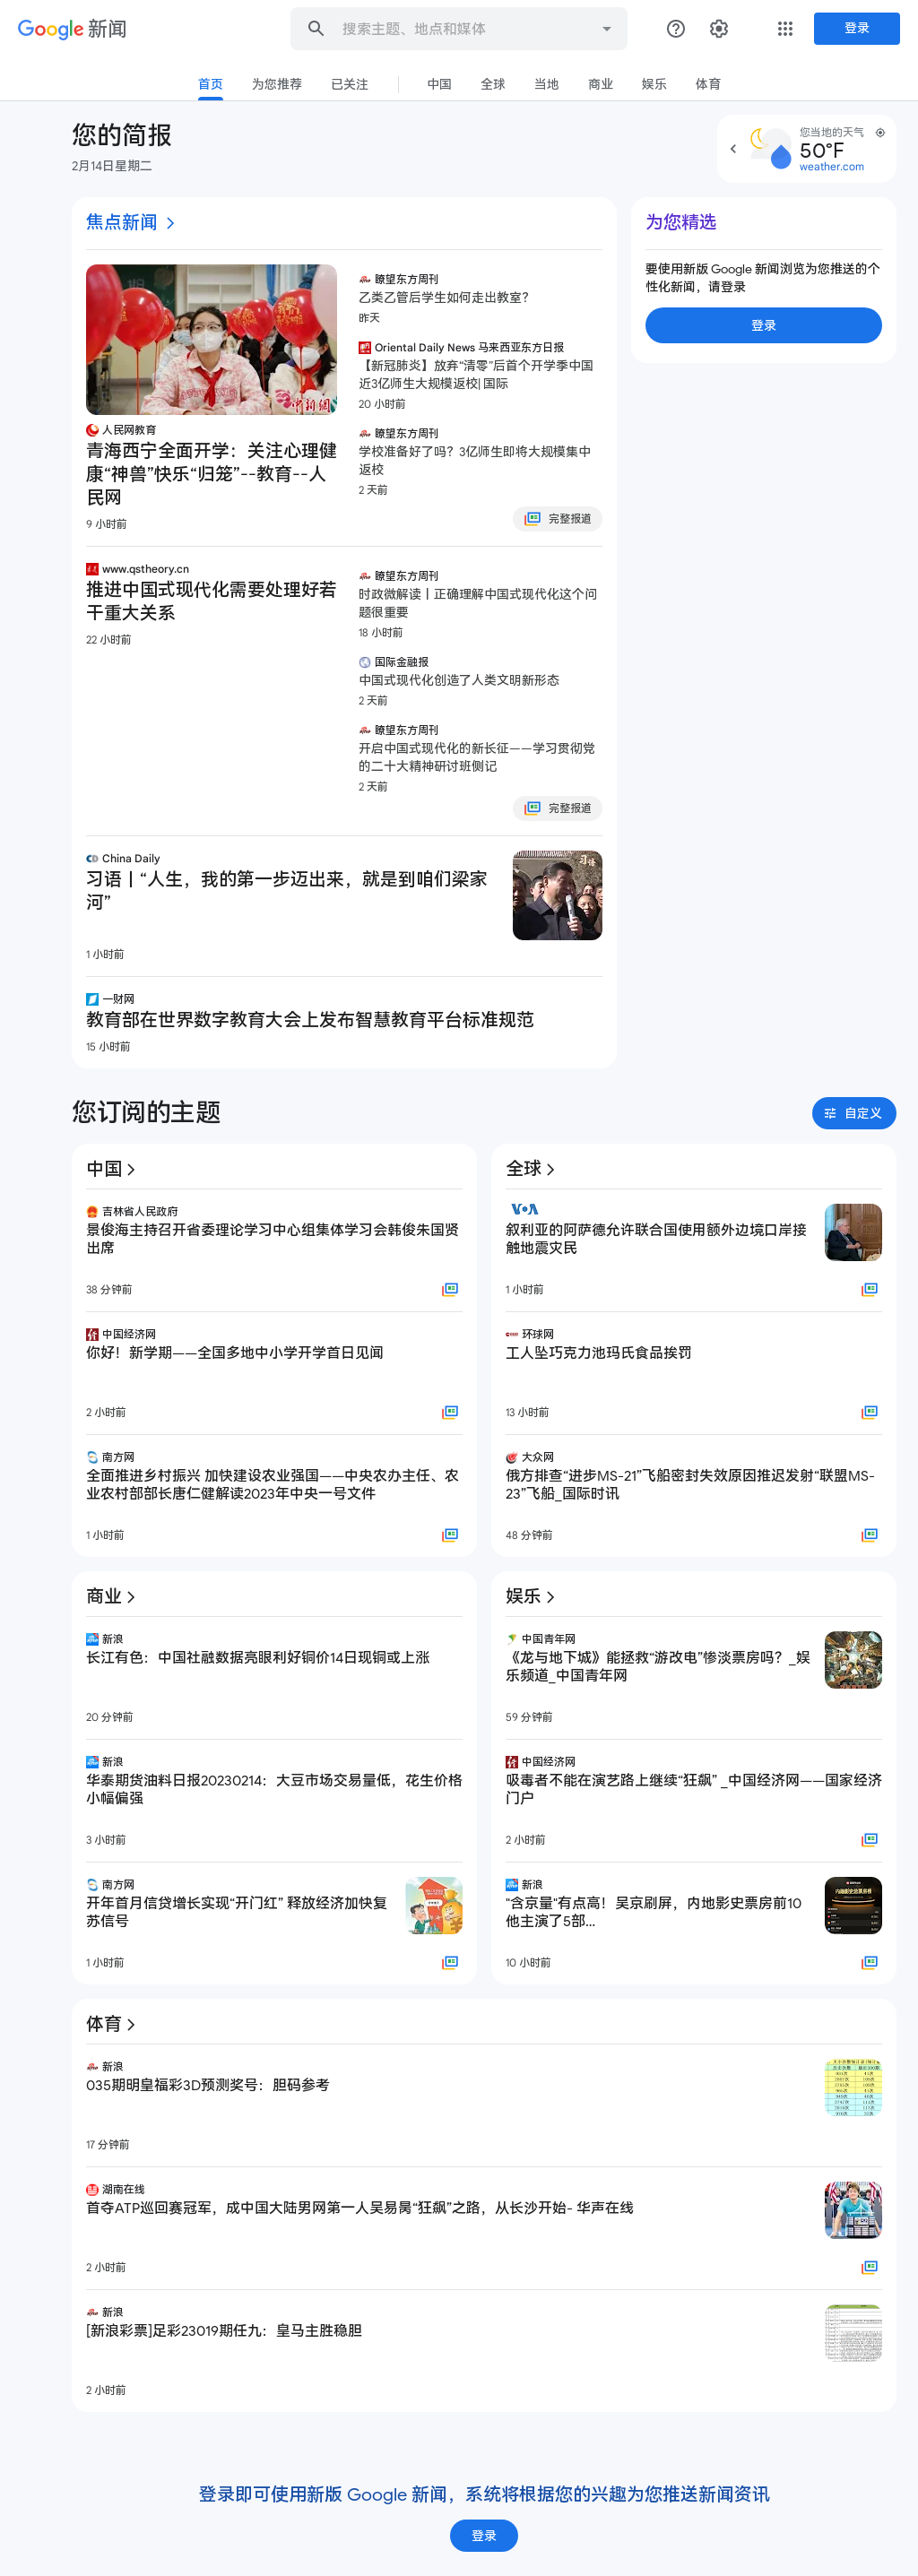 Google 新闻
搜索主题、地点和媒体
登录
首页
为您推荐
已关注
中国
全球
当地
商业
娱乐
体育
您的简报
2月14日星期二
您当地的天气
50°F
weather.com
焦点新闻
中新网
人民网教育
青海西宁全面开学：关注心理健
康“神兽”快乐“归笼”--教育--人
民网
9 小时前
瞭望东方周刊
乙类乙管后学生如何走出教室？
昨天
Oriental Daily News 马来西亚东方日报
【新冠肺炎】放弃“清零”后首个开学季中国
近3亿师生大规模返校| 国际
20 小时前
瞭望东方周刊
学校准备好了吗？3亿师生即将大规模集中
返校
2 天前
完整报道
www.qstheory.cn
推进中国式现代化需要处理好若
干重大关系
22 小时前
瞭望东方周刊
时政微解读丨正确理解中国式现代化这个问
题很重要
18 小时前
国际金融报
中国式现代化创造了人类文明新形态
2 天前
瞭望东方周刊
开启中国式现代化的新长征——学习贯彻党
的二十大精神研讨班侧记
2 天前
完整报道
China Daily
习语丨“人生，我的第一步迈出来，就是到咱们梁家
河”
1 小时前
习语
一财网
教育部在世界数字教育大会上发布智慧教育平台标准规范
15 小时前
为您精选
要使用新版 Google 新闻浏览为您推送的个
性化新闻，请登录
登录
您订阅的主题
自定义
中国
吉林省人民政府
景俊海主持召开省委理论学习中心组集体学习会韩俊朱国贤
出席
38 分钟前
中国经济网
你好！新学期——全国多地中小学开学首日见闻
2 小时前
南方网
全面推进乡村振兴 加快建设农业强国——中央农办主任、农
业农村部部长唐仁健解读2023年中央一号文件
1 小时前
全球
VOA
叙利亚的阿萨德允许联合国使用额外边境口岸接
触地震灾民
1 小时前
环球网
工人坠巧克力池玛氏食品挨罚
13 小时前
大众网
俄方排查“进步MS-21”飞船密封失效原因推迟发射“联盟MS-
23”飞船_国际时讯
48 分钟前
商业
新浪
长江有色：中国社融数据亮眼利好铜价14日现铜或上涨
20 分钟前
新浪
华泰期货油料日报20230214：大豆市场交易量低，花生价格
小幅偏强
3 小时前
南方网
开年首月信贷增长实现“开门红” 释放经济加快复
苏信号
1 小时前
娱乐
中国青年网
《龙与地下城》能拯救“游改电”惨淡票房吗？_娱
乐频道_中国青年网
59 分钟前
中国经济网
吸毒者不能在演艺路上继续“狂飙” _中国经济网——国家经济
门户
2 小时前
新浪
"含京量"有点高！吴京刷屏，内地影史票房前10
他主演了5部...
10 小时前
体育
新浪
035期明皇福彩3D预测奖号：胆码参考
17 分钟前
湖南在线
首夺ATP巡回赛冠军，成中国大陆男网第一人吴易昺“狂飙”之路，从长沙开始- 华声在线
2 小时前
新浪
[新浪彩票]足彩23019期任九：皇马主胜稳胆
2 小时前
登录即可使用新版 Google 新闻，系统将根据您的兴趣为您推送新闻资讯
登录